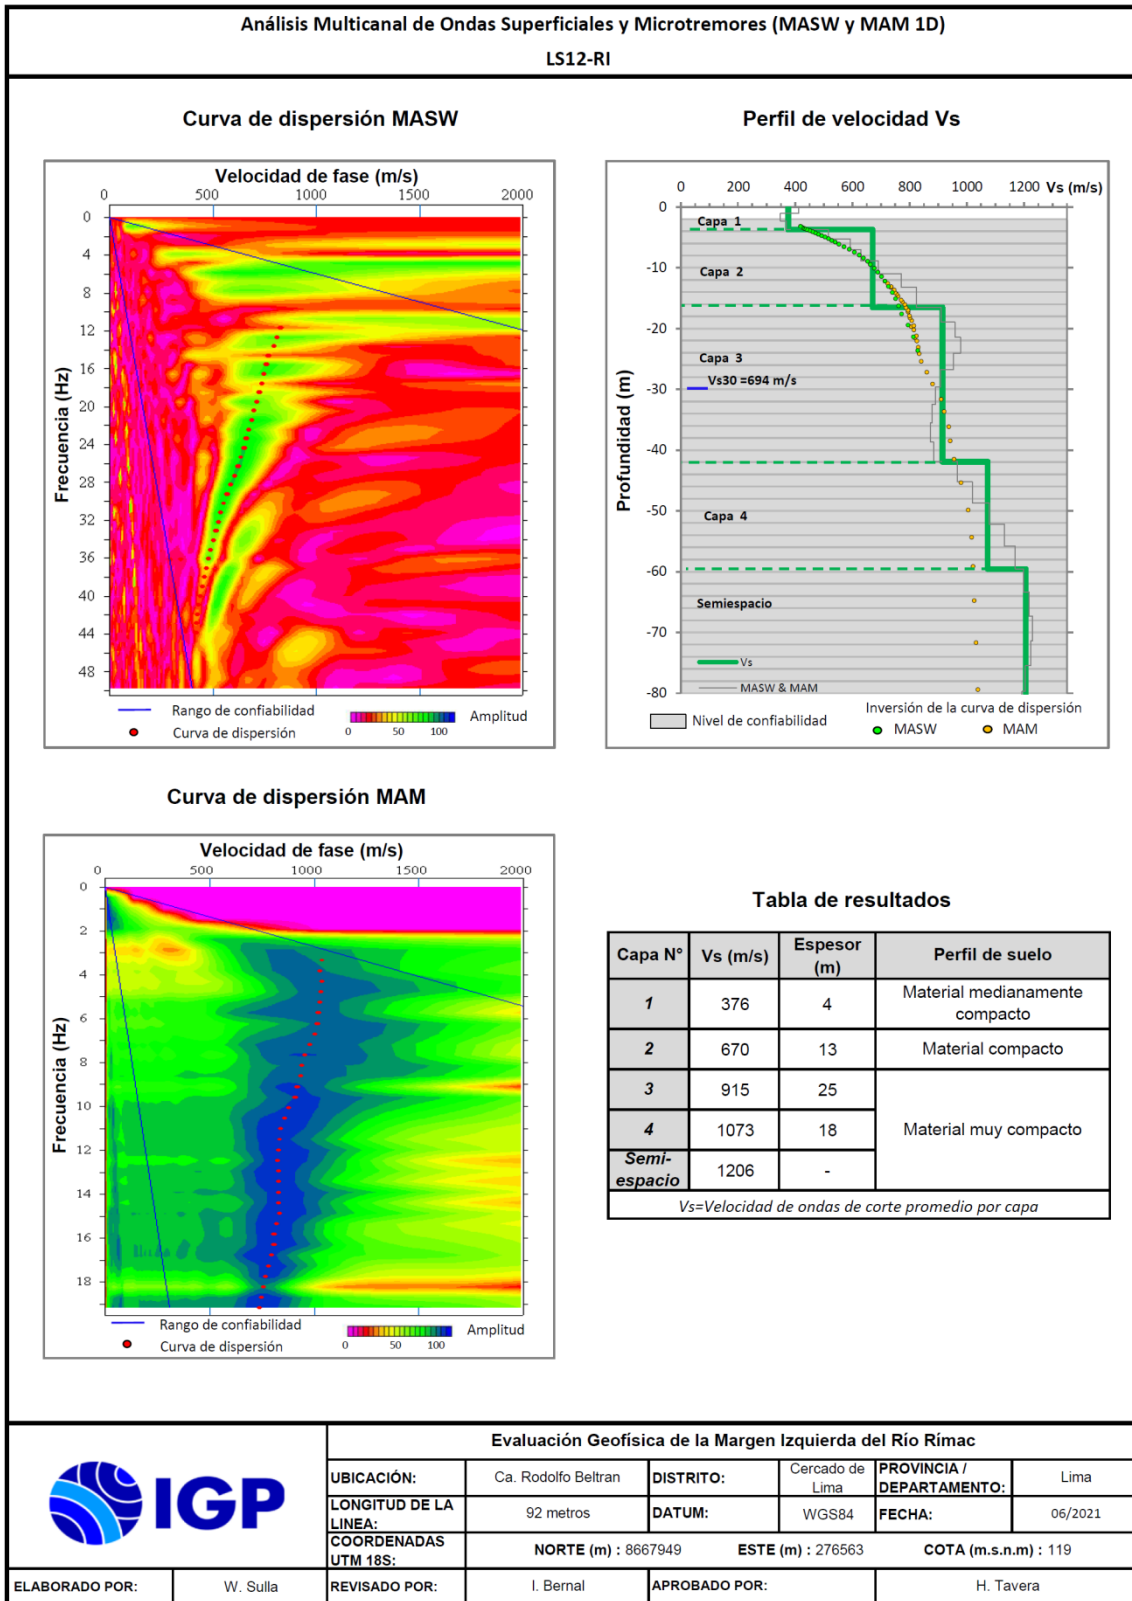 Análisis Multicanal de Ondas Superficiales y Microtremores (MASW y MAM 1D)
LS12-RI
Curva de dispersión MASW
Velocidad de fase (m/s)
0 500 1000 1500 2000
Frecuencia (Hz)
0
4
8
12
16
20
24
28
32
36
40
44
48
Rango de confiabilidad
Curva de dispersión
0 50 100
Amplitud
Perfil de velocidad Vs
0 200 400 600 800 1000 1200 Vs (m/s)
Profundidad (m)
0
-10
-20
-30
-40
-50
-60
-70
-80
Capa 1
Capa 2
Capa 3
Vs30 =694 m/s
Capa 4
Semiespacio
Vs
MASW & MAM
Nivel de confiabilidad
Inversión de la curva de dispersión
MASW MAM
Curva de dispersión MAM
Velocidad de fase (m/s)
0 500 1000 1500 2000
Frecuencia (Hz)
0
2
4
6
8
10
12
14
16
18
Rango de confiabilidad
Curva de dispersión
0 50 100
Amplitud
Tabla de resultados
Capa N° Vs (m/s) Espesor (m) Perfil de suelo
1 376 4 Material medianamente compacto
2 670 13 Material compacto
3 915 25
4 1073 18 Material muy compacto
Semi-espacio 1206 -
Vs=Velocidad de ondas de corte promedio por capa
IGP
Evaluación Geofísica de la Margen Izquierda del Río Rímac
UBICACIÓN: Ca. Rodolfo Beltran DISTRITO: Cercado de Lima PROVINCIA / DEPARTAMENTO: Lima
LONGITUD DE LA LINEA: 92 metros DATUM: WGS84 FECHA: 06/2021
COORDENADAS UTM 18S: NORTE (m) : 8667949 ESTE (m) : 276563 COTA (m.s.n.m) : 119
ELABORADO POR: W. Sulla REVISADO POR: I. Bernal APROBADO POR: H. Tavera